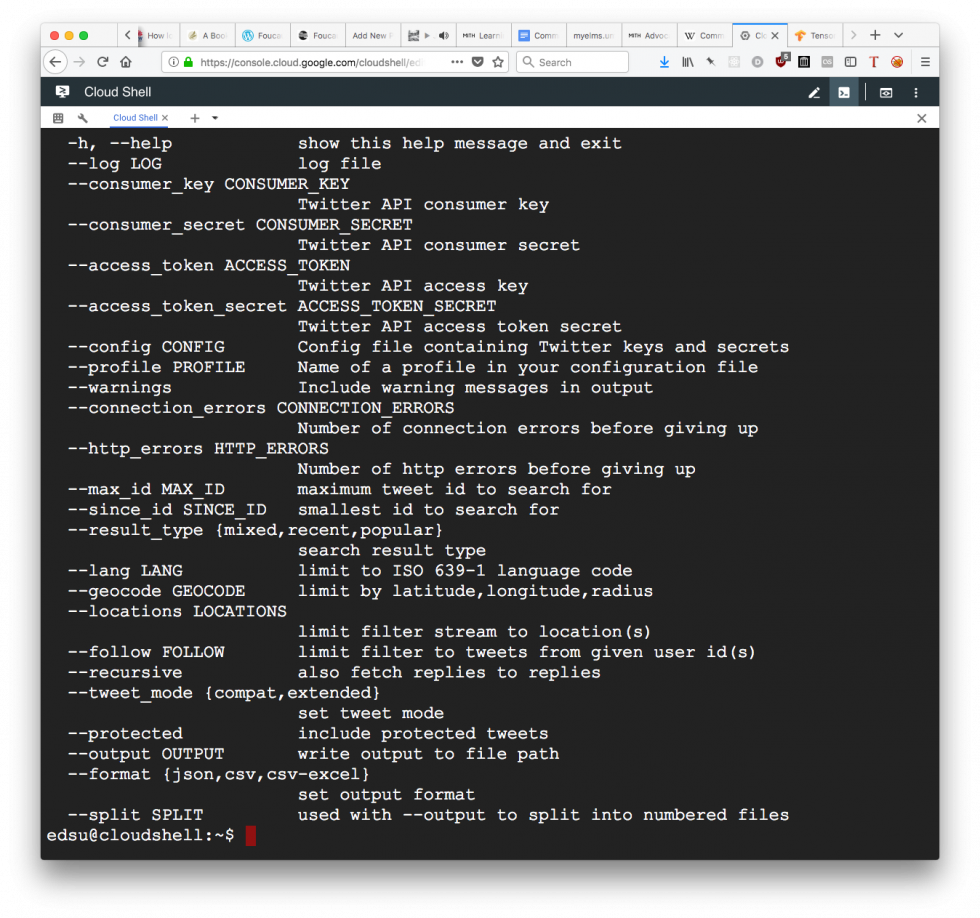 How is
A Boo
Fouca
Fouca
Add New P
MITH Learni
Comm
myelms.un
MITH Advoc
W Comm
Clo
Tensor
https://console.cloud.google.com/cloudshell/ed
Search
Cloud Shell
Cloud Shell
-h, --help show this help message and exit
--log LOG log file
--consumer_key CONSUMER_KEY
Twitter API consumer key
--consumer_secret CONSUMER_SECRET
Twitter API consumer secret
--access_token ACCESS_TOKEN
Twitter API access key
--access_token_secret ACCESS_TOKEN_SECRET
Twitter API access token secret
--config CONFIG Config file containing Twitter keys and secrets
--profile PROFILE Name of a profile in your configuration file
--warnings Include warning messages in output
--connection_errors CONNECTION_ERRORS
Number of connection errors before giving up
--http_errors HTTP_ERRORS
Number of http errors before giving up
--max_id MAX_ID maximum tweet id to search for
--since_id SINCE_ID smallest id to search for
--result_type {mixed,recent,popular}
search result type
--lang LANG limit to ISO 639-1 language code
--geocode GEOCODE limit by latitude,longitude,radius
--locations LOCATIONS
limit filter stream to location(s)
--follow FOLLOW limit filter to tweets from given user id(s)
--recursive also fetch replies to replies
--tweet_mode {compat,extended}
set tweet mode
--protected include protected tweets
--output OUTPUT write output to file path
--format {json,csv,csv-excel}
set output format
--split SPLIT used with --output to split into numbered files
edsu@cloudshell:~$